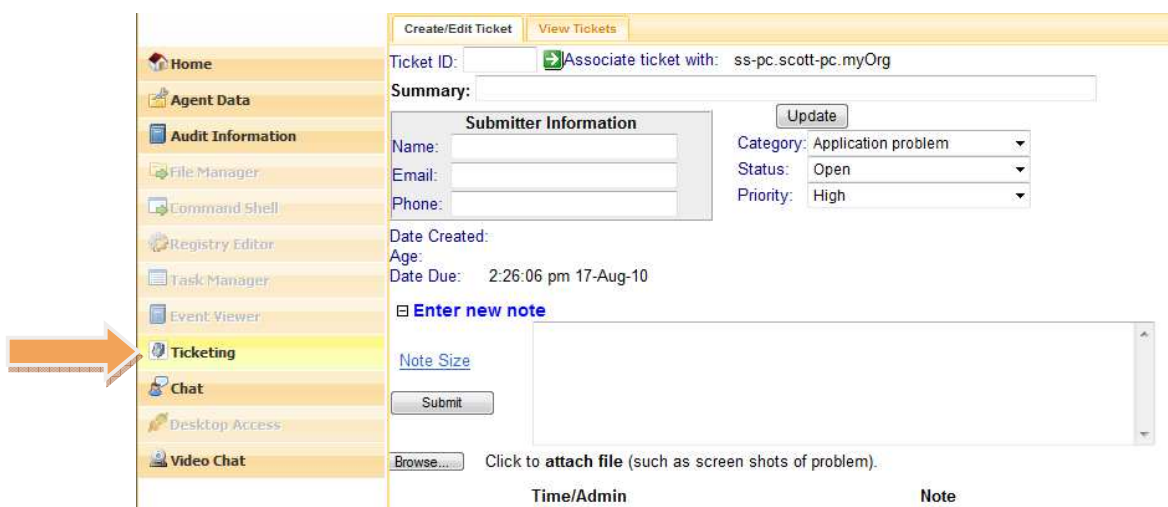 Create/Edit Ticket View Tickets
Home
Agent Data
Audit Information
File Manager
Command Shell
Registry Editor
Task Manager
Event Viewer
Ticketing
Chat
Desktop Access
Video Chat
Ticket ID: Associate ticket with: ss-pc.scott-pc.myOrg
Summary:
Submitter Information
Name:
Email:
Phone:
Update
Category: Application problem
Status: Open
Priority: High
Date Created:
Age:
Date Due: 2:26:06 pm 17-Aug-10
Enter new note
Note Size
Submit
Browse... Click to attach file (such as screen shots of problem).
Time/Admin Note